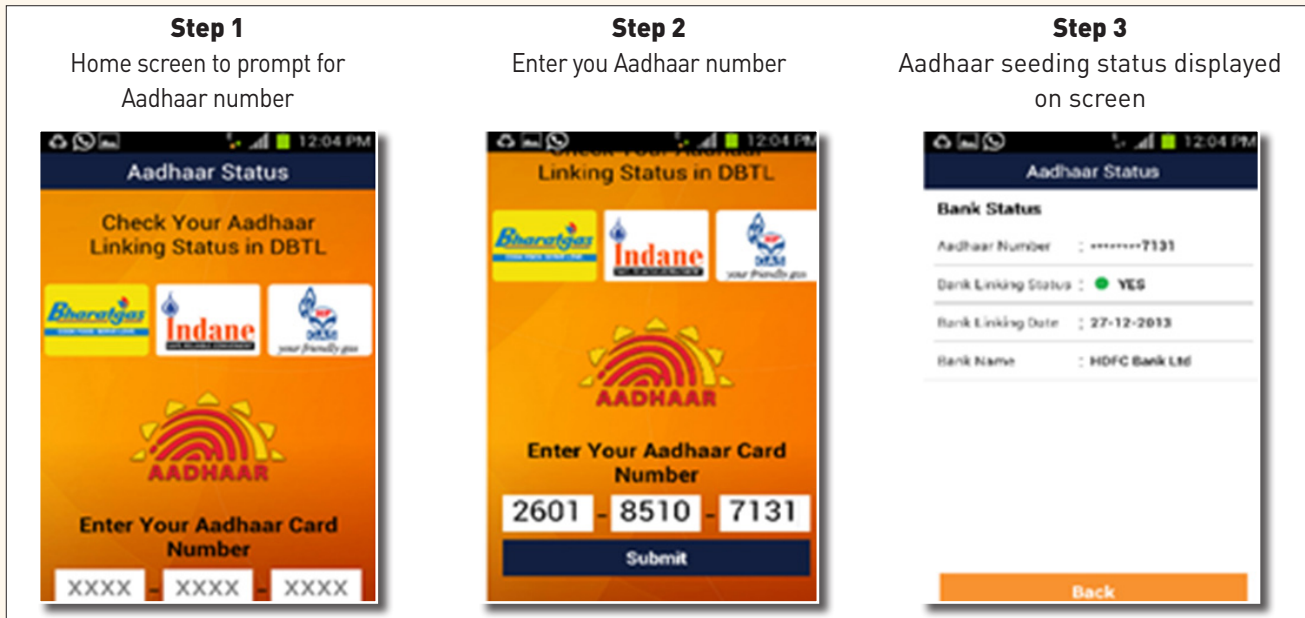 Step 1
Home screen to prompt for
Aadhaar number
12:04 PM
Aadhaar Status
Check Your Aadhaar
Linking Status in DBTL
Bharatgas
Indane
HP
your friendly gas
AADHAAR
Enter Your Aadhaar Card
Number
XXXX - XXXX - XXXX
Step 2
Enter you Aadhaar number
12:04 PM
Check Your Aadhaar
Linking Status in DBTL
Bharatgas
Indane
HP
your friendly gas
AADHAAR
Enter Your Aadhaar Card
Number
2601 - 8510 - 7131
Submit
Step 3
Aadhaar seeding status displayed
on screen
12:04 PM
Aadhaar Status
Bank Status
Aadhaar Number : --------7131
Bank Linking Status : YES
Bank Linking Date : 27-12-2013
Bank Name : HDFC Bank Ltd
Back